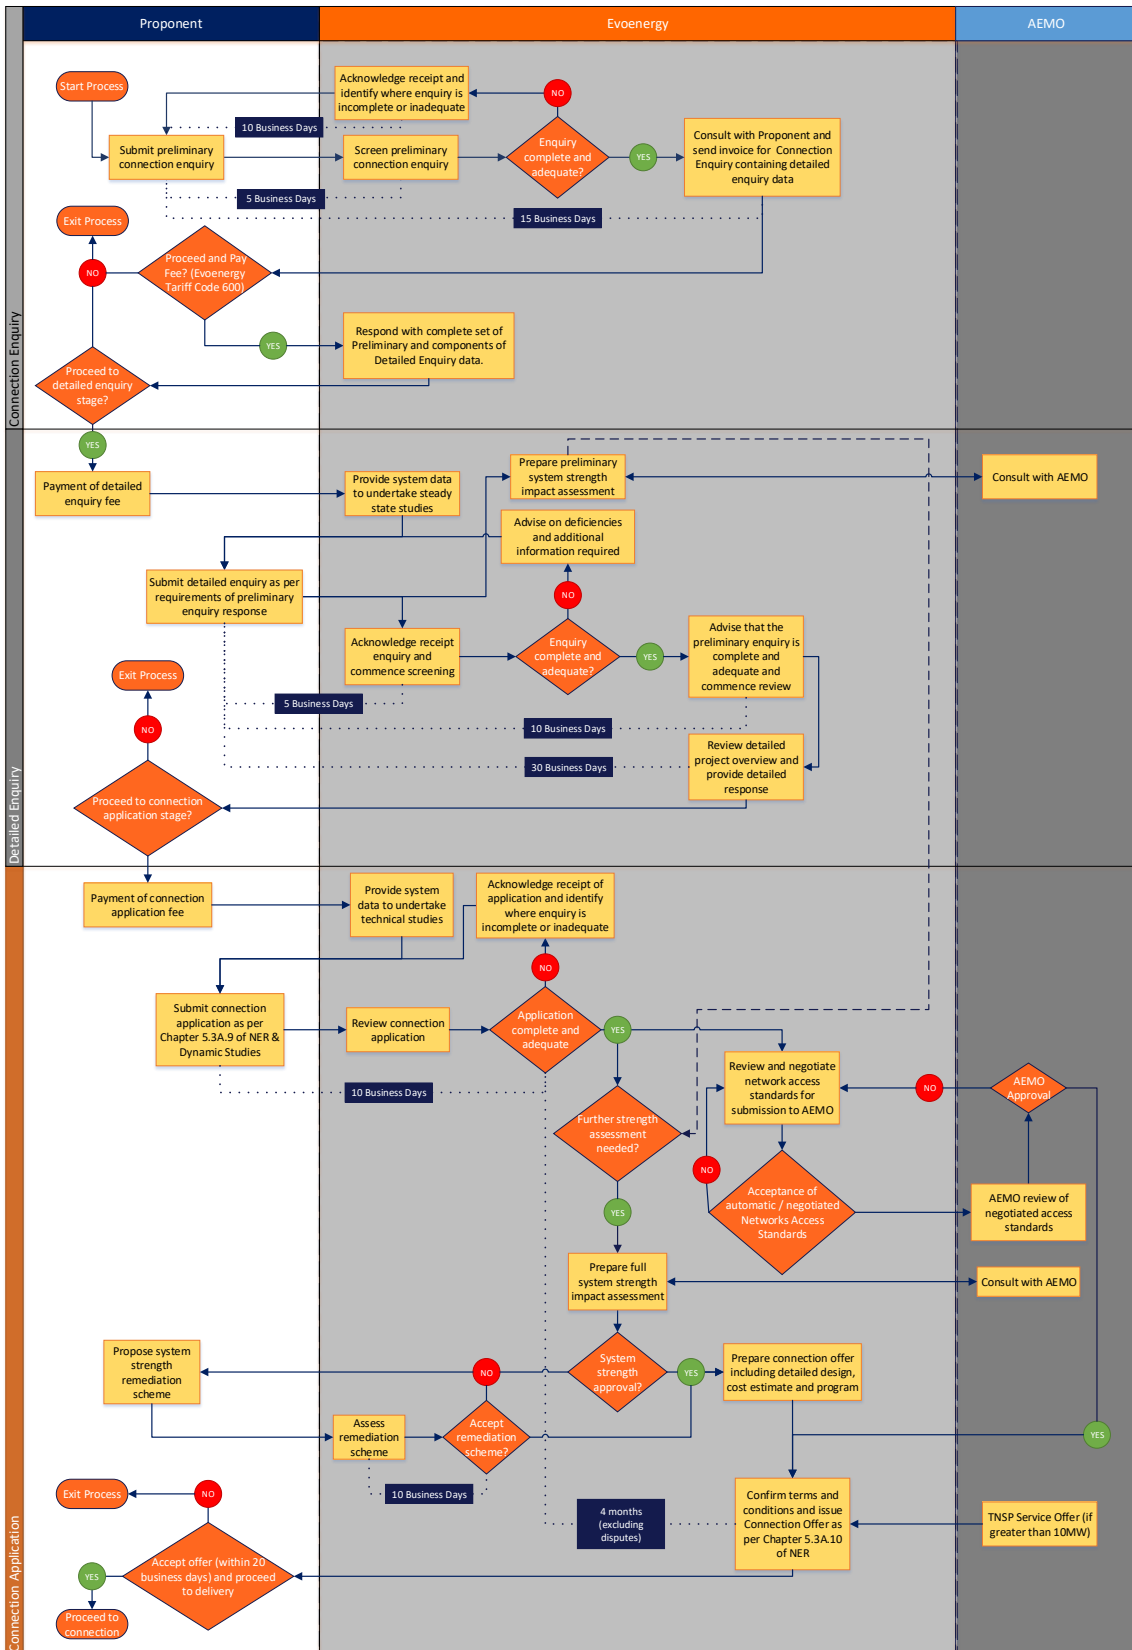 Proponent
Evoenergy
AEMO
Connection Enquiry
Start Process
Acknowledge receipt and
identify where enquiry is
incomplete or inadequate
NO
10 Business Days
Submit preliminary
connection enquiry
Screen preliminary
connection enquiry
Enquiry
complete and
adequate?
YES
Consult with Proponent and
send invoice for Connection
Enquiry containing detailed
enquiry data
5 Business Days
15 Business Days
Exit Process
NO
Proceed and Pay
Fee? (Evoenergy
Tariff Code 600)
YES
Respond with complete set of
Preliminary and components of
Detailed Enquiry data.
Proceed to
detailed enquiry
stage?
YES
Detailed Enquiry
Payment of detailed
enquiry fee
Provide system data
to undertake steady
state studies
Prepare preliminary
system strength
impact assessment
Consult with AEMO
Advise on deficiencies
and additional
information required
NO
Submit detailed enquiry as per
requirements of preliminary
enquiry response
Acknowledge receipt
enquiry and
commence screening
Enquiry
complete and
adequate?
YES
Advise that the
preliminary enquiry is
complete and
adequate and
commence review
Exit Process
5 Business Days
NO
10 Business Days
30 Business Days
Review detailed
project overview and
provide detailed
response
Proceed to connection
application stage?
Connection Application
Payment of connection
application fee
Provide system
data to undertake
technical studies
Acknowledge receipt of
application and identify
where enquiry is
incomplete or inadequate
NO
Submit connection
application as per
Chapter 5.3A.9 of NER &
Dynamic Studies
Review connection
application
Application
complete and
adequate
YES
10 Business Days
Review and negotiate
network access
standards for
submission to AEMO
NO
AEMO
Approval
Further strength
assessment
needed?
NO
YES
Acceptance of
automatic / negotiated
Networks Access
Standards
AEMO review of
negotiated access
standards
Prepare full
system strength
impact assessment
Consult with AEMO
Propose system
strength
remediation
scheme
NO
System
strength
approval?
YES
Prepare connection offer
including detailed design,
cost estimate and program
Assess
remediation
scheme
Accept
remediation
scheme?
YES
10 Business Days
Exit Process
NO
4 months
(excluding
disputes)
Confirm terms and
conditions and issue
Connection Offer as
per Chapter 5.3A.10
of NER
TNSP Service Offer (if
greater than 10MW)
YES
Accept offer (within 20
business days) and proceed
to delivery
Proceed to
connection